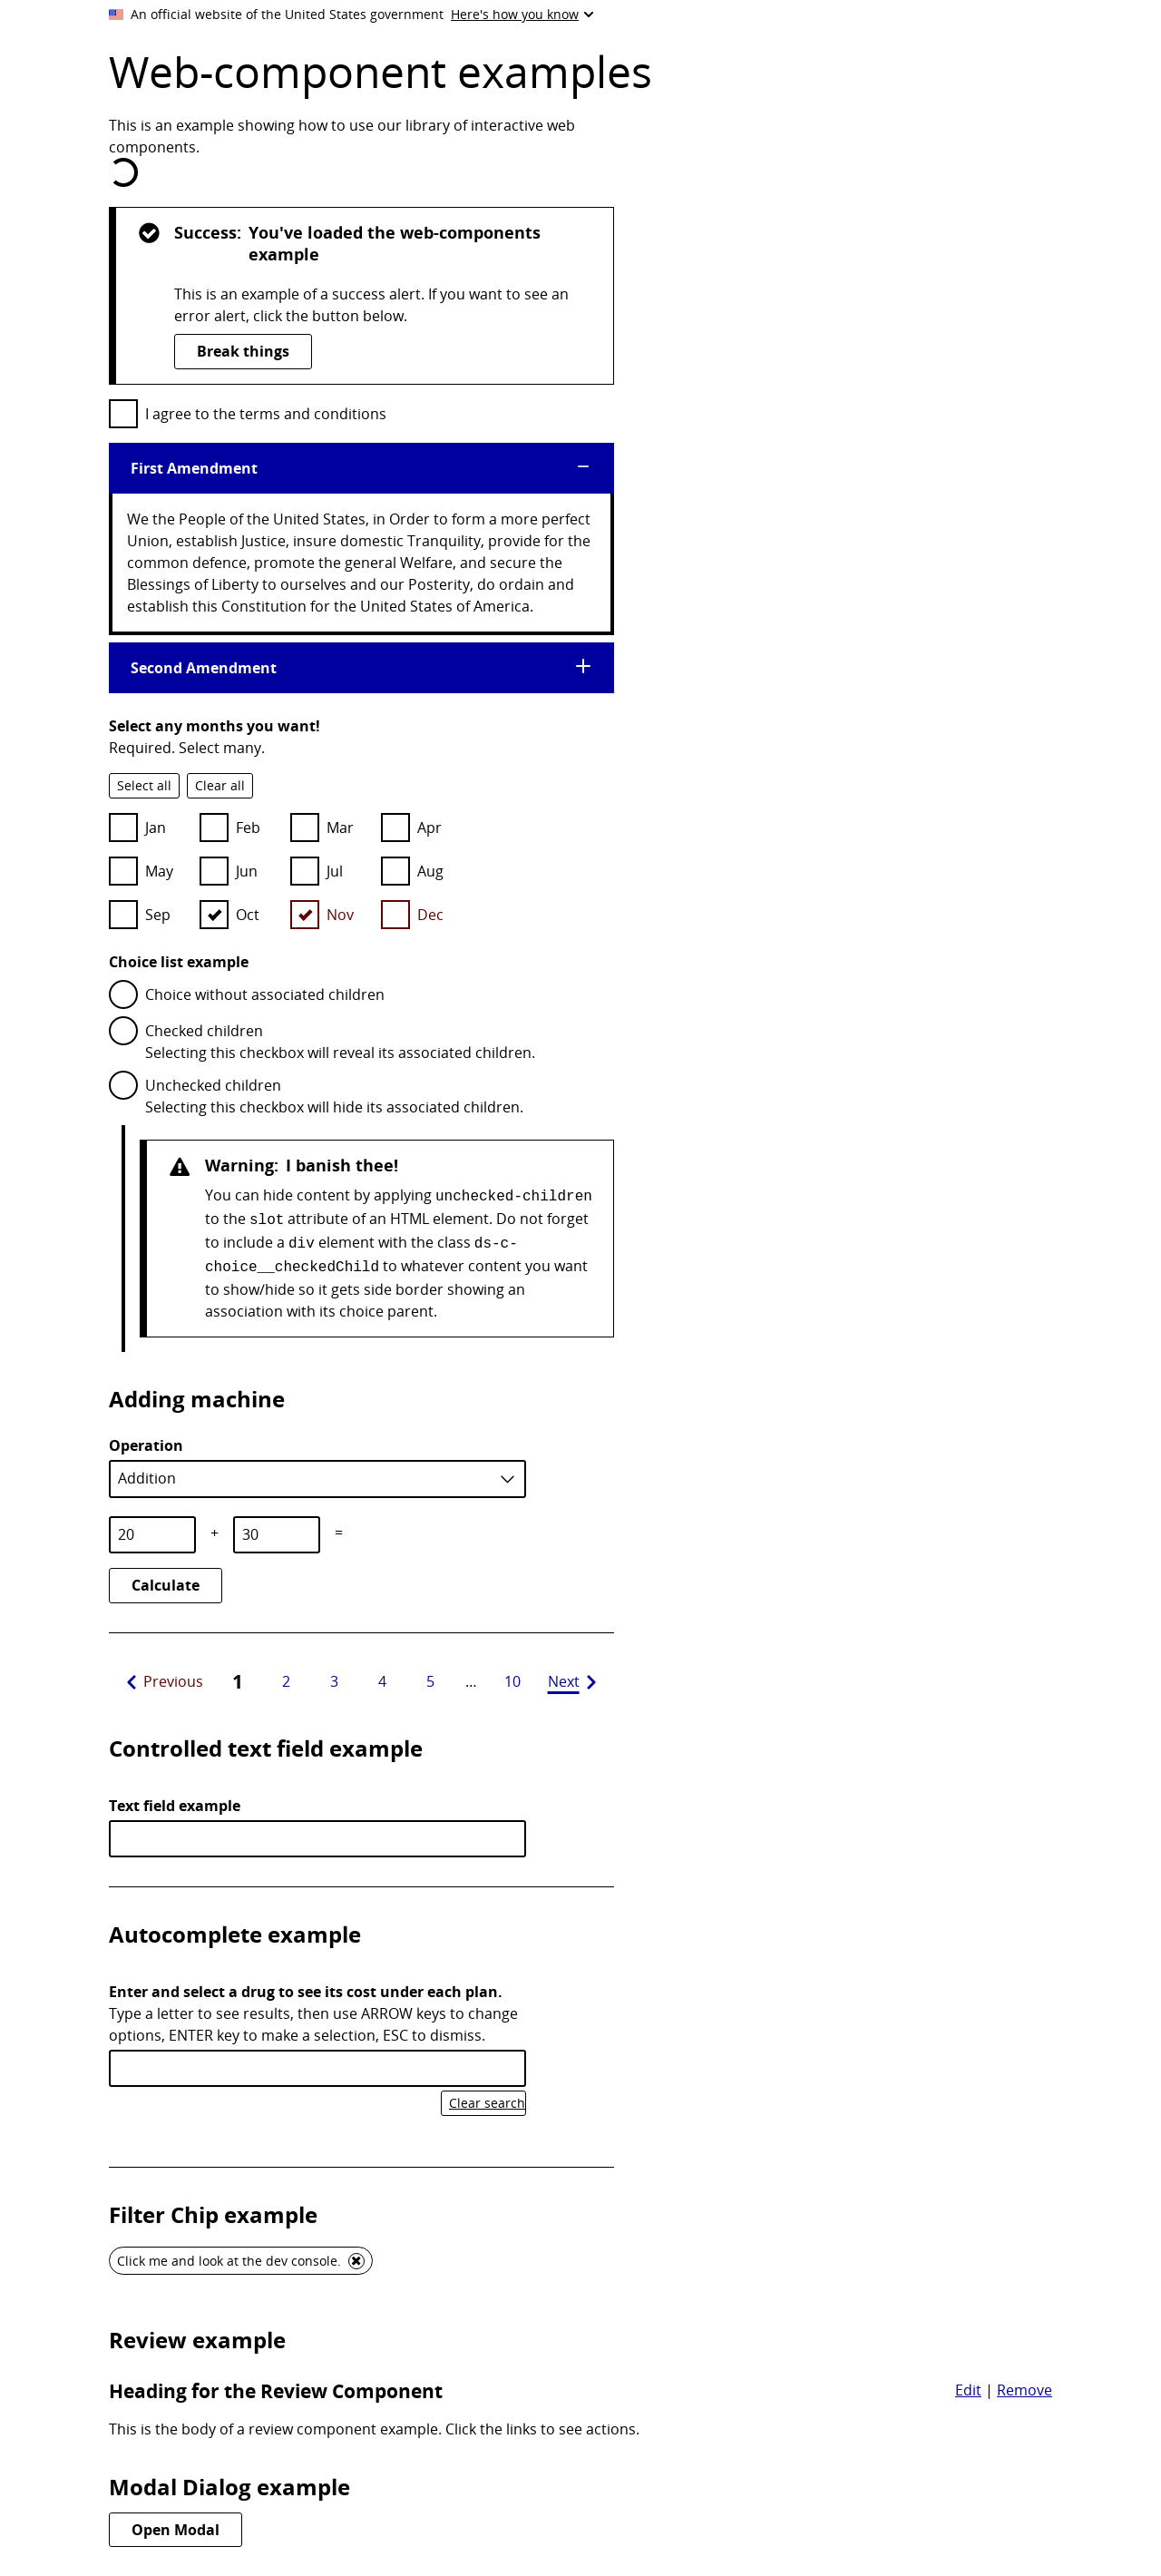 An official website of the United States government Here's how you know
Web-component examples
This is an example showing how to use our library of interactive web
components.
Success: You've loaded the web-components
example
This is an example of a success alert. If you want to see an
error alert, click the button below.
Break things
I agree to the terms and conditions
First Amendment
We the People of the United States, in Order to form a more perfect
Union, establish Justice, insure domestic Tranquility, provide for the
common defence, promote the general Welfare, and secure the
Blessings of Liberty to ourselves and our Posterity, do ordain and
establish this Constitution for the United States of America.
Second Amendment
Select any months you want!
Required. Select many.
Select all Clear all
Jan Feb Mar Apr
May Jun Jul Aug
Sep Oct Nov Dec
Choice list example
Choice without associated children
Checked children
Selecting this checkbox will reveal its associated children.
Unchecked children
Selecting this checkbox will hide its associated children.
Warning: I banish thee!
You can hide content by applying unchecked-children
to the slot attribute of an HTML element. Do not forget
to include a div element with the class ds-c-
choice__checkedChild to whatever content you want
to show/hide so it gets side border showing an
association with its choice parent.
Adding machine
Operation
Addition
20 + 30 =
Calculate
Previous 1 2 3 4 5 … 10 Next
Controlled text field example
Text field example
Autocomplete example
Enter and select a drug to see its cost under each plan.
Type a letter to see results, then use ARROW keys to change
options, ENTER key to make a selection, ESC to dismiss.
Clear search
Filter Chip example
Click me and look at the dev console.
Review example
Heading for the Review Component Edit | Remove
This is the body of a review component example. Click the links to see actions.
Modal Dialog example
Open Modal